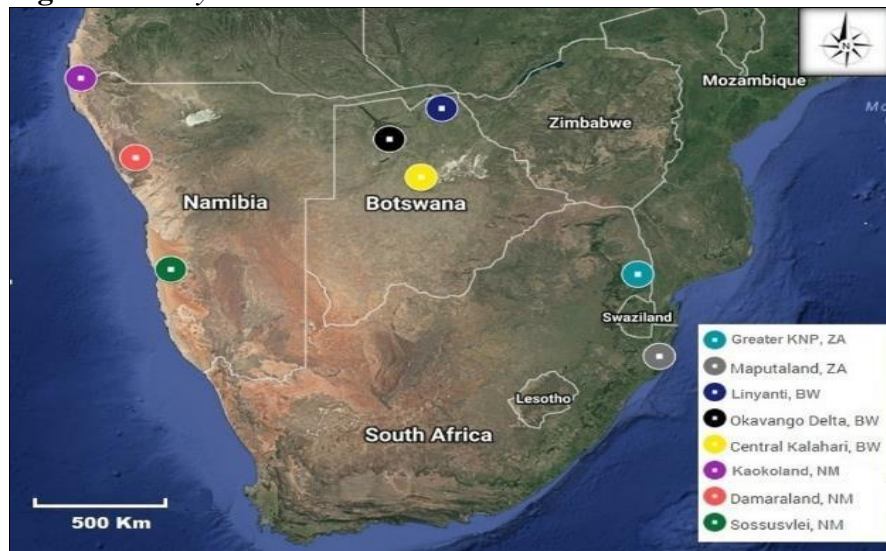 N
Mozambique
Zimbabwe
Namibia
Botswana
Swaziland
Lesotho
South Africa
500 Km
Greater KNP, ZA
Maputaland, ZA
Linyanti, BW
Okavango Delta, BW
Central Kalahari, BW
Kaokoland, NM
Damaraland, NM
Sossusvlei, NM